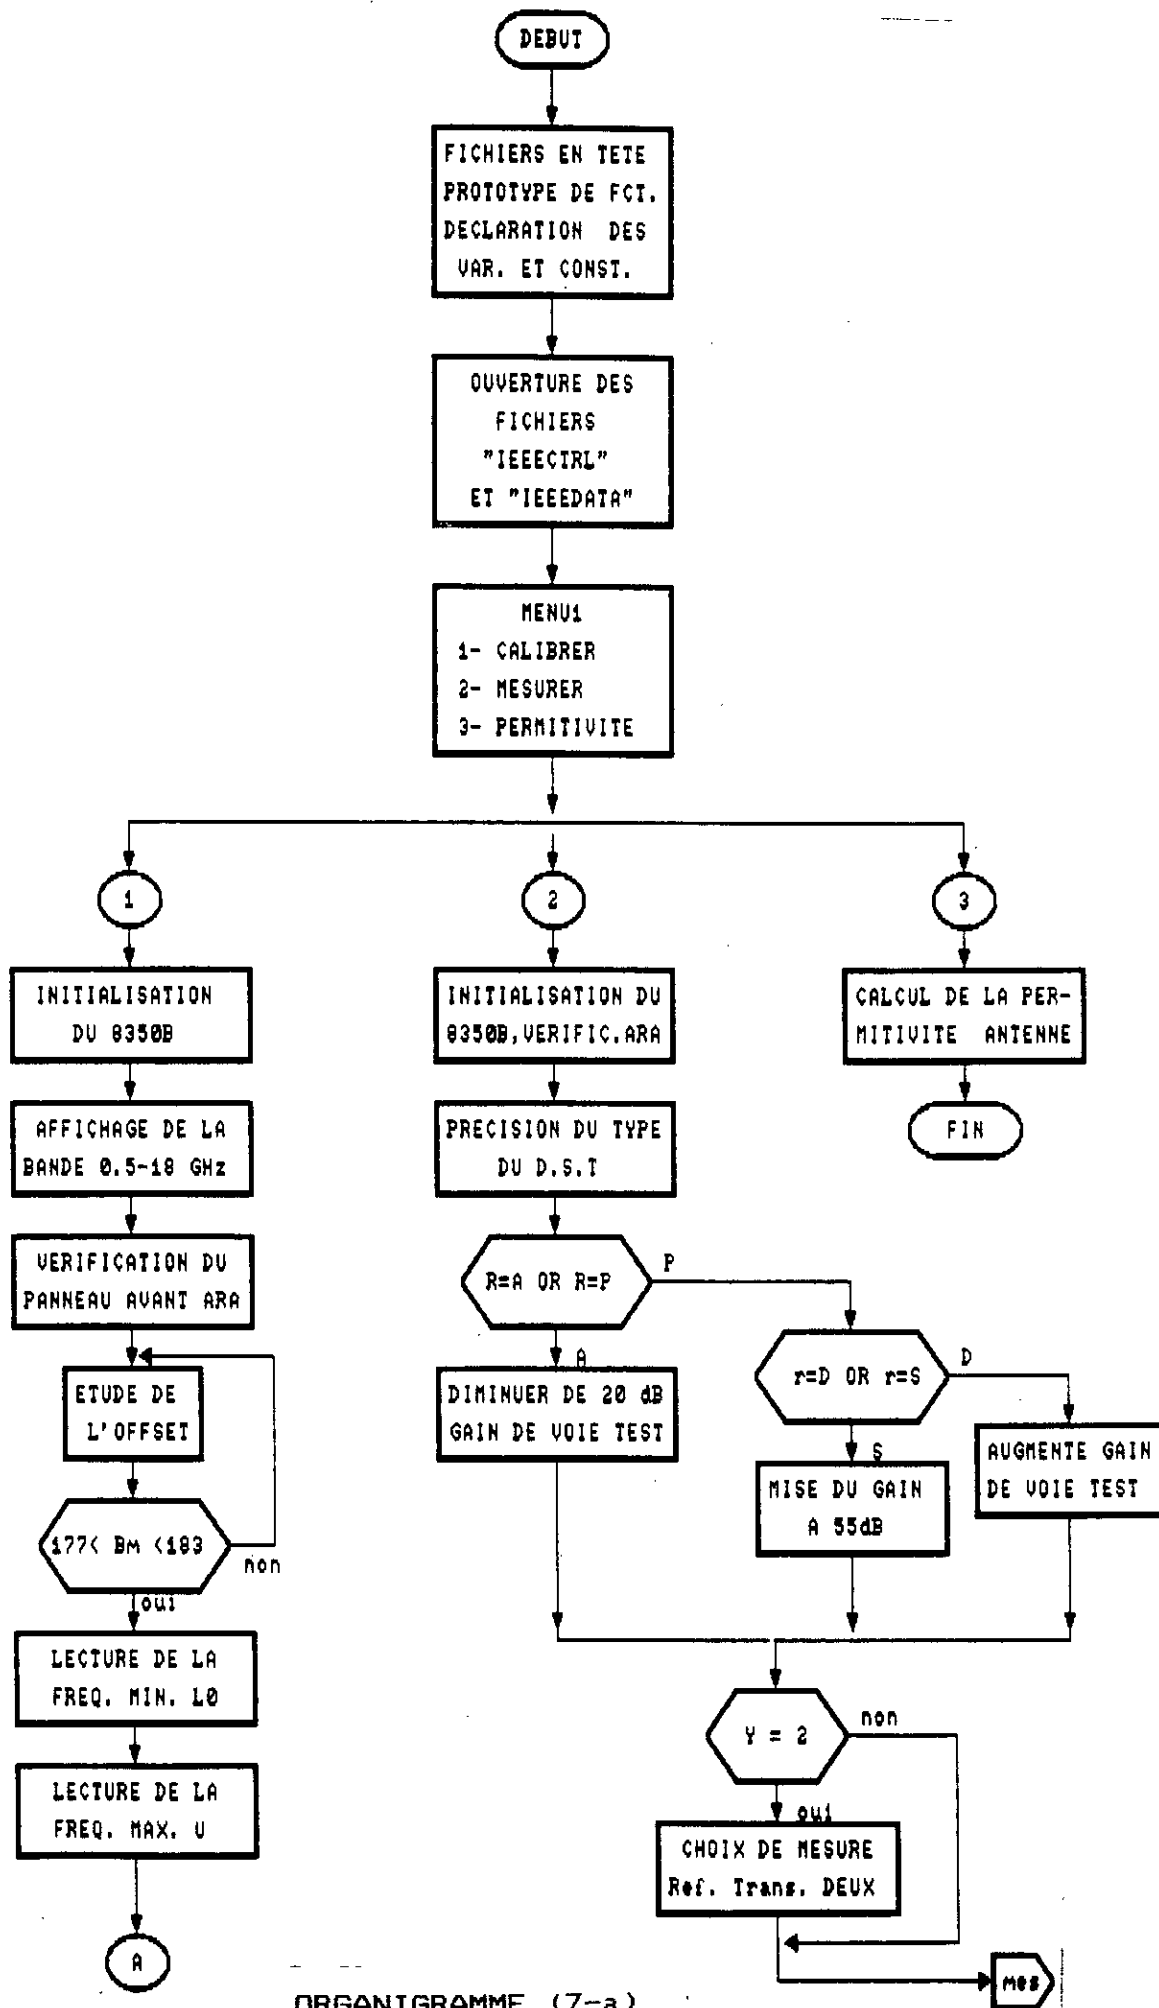 DEBUT
FICHIERS EN TETE
PROTOTYPE DE FCT.
DECLARATION DES
VAR. ET CONST.
OUVERTURE DES
FICHIERS
"IEEECTRL"
ET "IEEEDATA"
MENU1
1- CALIBRER
2- MESURER
3- PERMITIVITE
1
INITIALISATION
DU 8350B
AFFICHAGE DE LA
BANDE 0.5-18 GHz
VERIFICATION DU
PANNEAU AVANT ARA
ETUDE DE
L'OFFSET
177< Bm <183
non
oui
LECTURE DE LA
FREQ. MIN. L0
LECTURE DE LA
FREQ. MAX. U
A
2
INITIALISATION DU
8350B,VERIFIC.ARA
PRECISION DU TYPE
DU D.S.T
R=A OR R=P
P
A
DIMINUER DE 20 dB
GAIN DE VOIE TEST
r=D OR r=S
D
S
MISE DU GAIN
A 55dB
AUGMENTE GAIN
DE VOIE TEST
Y = 2
non
oui
CHOIX DE MESURE
Ref. Trans. DEUX
mes
3
CALCUL DE LA PER-
MITIVITE ANTENNE
FIN
ORGANIGRAMME (7-a)